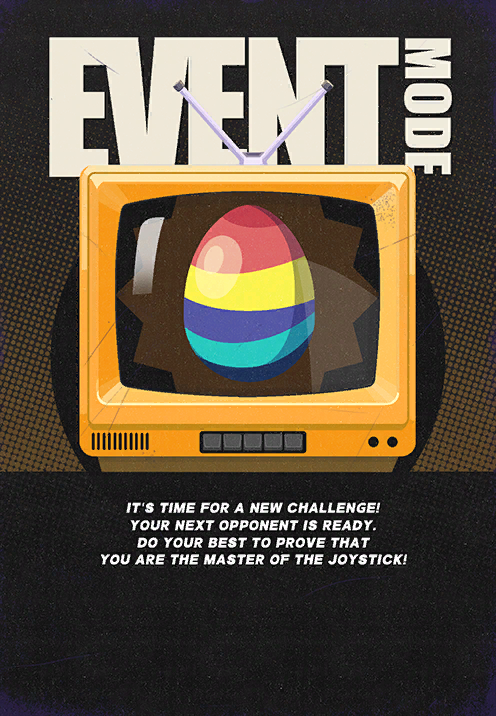 EVENT
MODE
IT'S TIME FOR A NEW CHALLENGE!
YOUR NEXT OPPONENT IS READY.
DO YOUR BEST TO PROVE THAT
YOU ARE THE MASTER OF THE JOYSTICK!